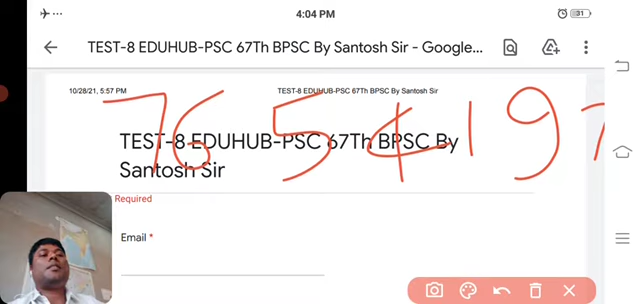 4:04 PM
31
TEST-8 EDUHUB-PSC 67Th BPSC By Santosh Sir - Google...
10/28/21, 5:57 PM
TEST-8 EDUHUB-PSC 67Th BPSC By Santosh Sir
765419
TEST-8 EDUHUB-PSC 67Th BPSC By
Santosh Sir
Required
Email *